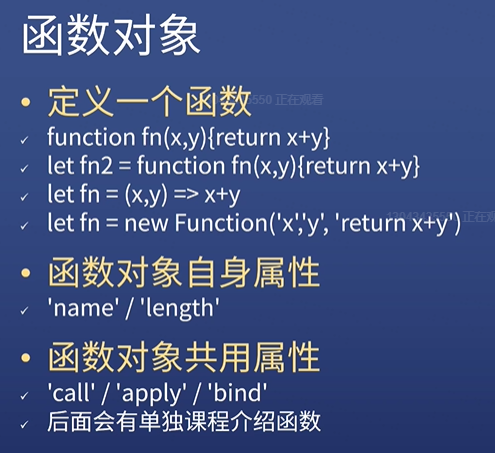 函数对象
• 定义一个函数
✓ function fn(x,y){return x+y}
✓ let fn2 = function fn(x,y){return x+y}
✓ let fn = (x,y) => x+y
✓ let fn = new Function('x','y', 'return x+y')
• 函数对象自身属性
✓ 'name' / 'length'
• 函数对象共用属性
✓ 'call' / 'apply' / 'bind'
✓ 后面会有单独课程介绍函数
550 正在观看
正在观